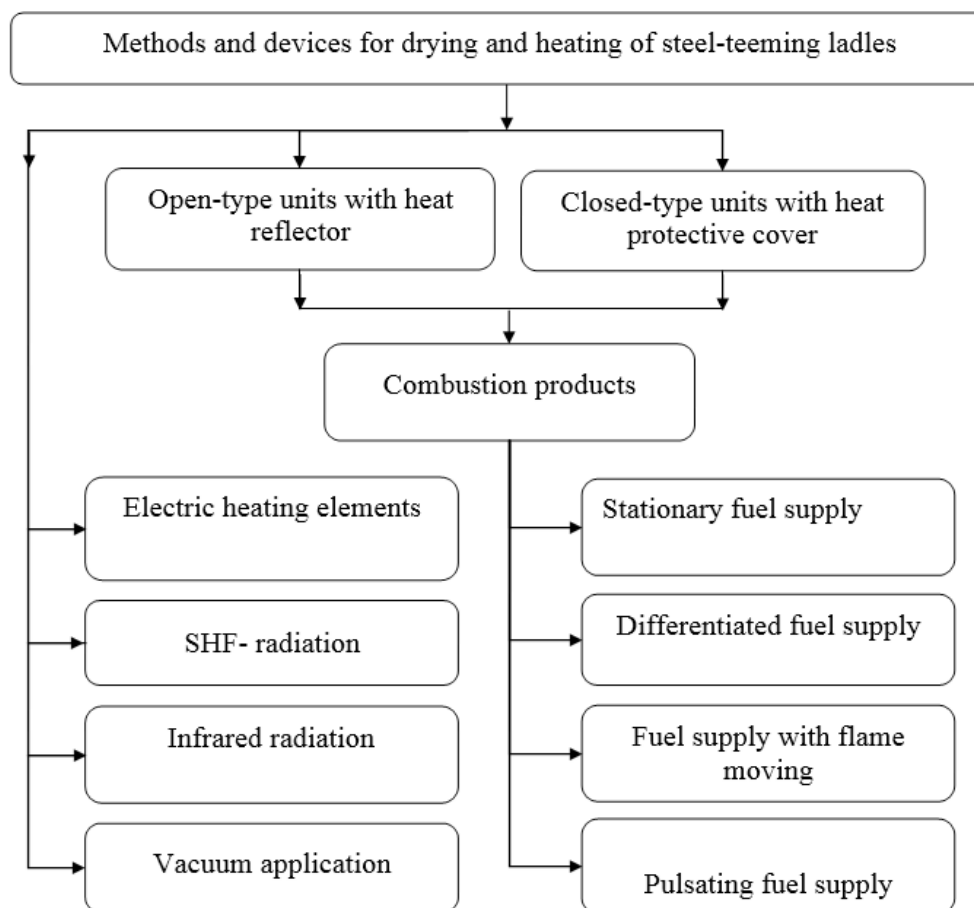 Methods and devices for drying and heating of steel-teeming ladles
Open-type units with heat
reflector
Closed-type units with heat
protective cover
Combustion products
Electric heating elements
SHF- radiation
Infrared radiation
Vacuum application
Stationary fuel supply
Differentiated fuel supply
Fuel supply with flame
moving
Pulsating fuel supply